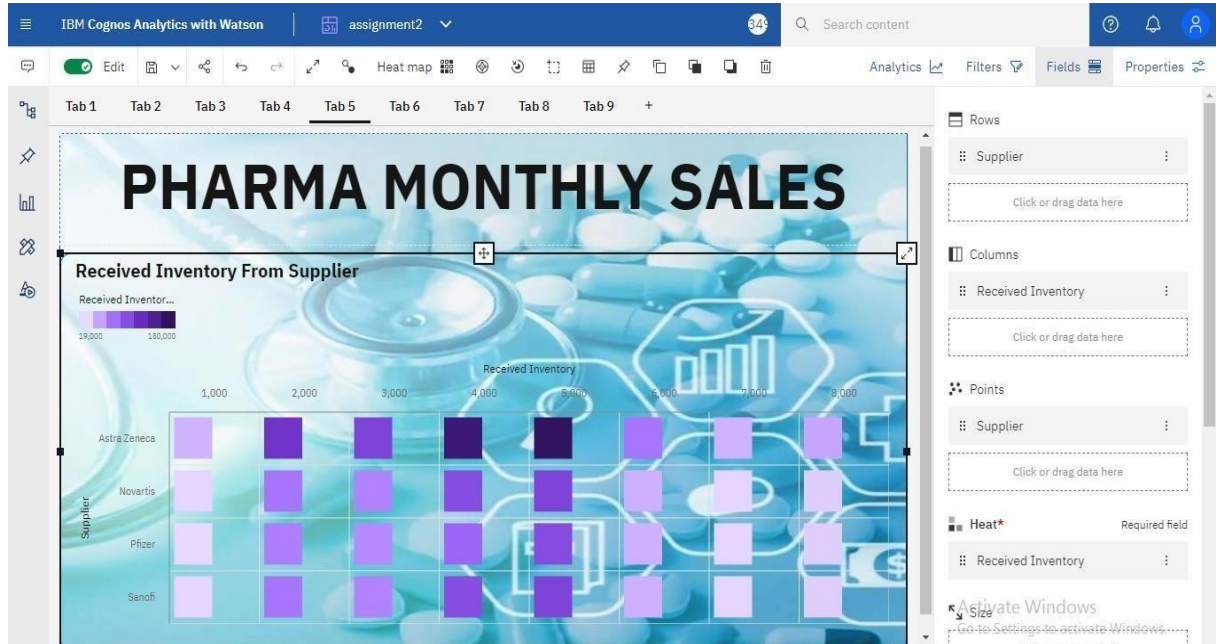 IBM Cognos Analytics with Watson
assignment2
349
Search content
Edit
Heat map
Analytics
Filters
Fields
Properties
Tab 1 Tab 2 Tab 3 Tab 4 Tab 5 Tab 6 Tab 7 Tab 8 Tab 9 +
PHARMA MONTHLY SALES
Received Inventory From Supplier
Received Inventor...
19,000 180,000
Received Inventory
1,000 2,000 3,000 4,000 5,000 6,000 7,000 8,000
Supplier
Astra Zeneca
Novartis
Pfizer
Sanofi
Rows
Supplier
Click or drag data here
Columns
Received Inventory
Click or drag data here
Points
Supplier
Click or drag data here
Heat* Required field
Received Inventory
Size
Activate Windows
Go to Settings to activate Windows.